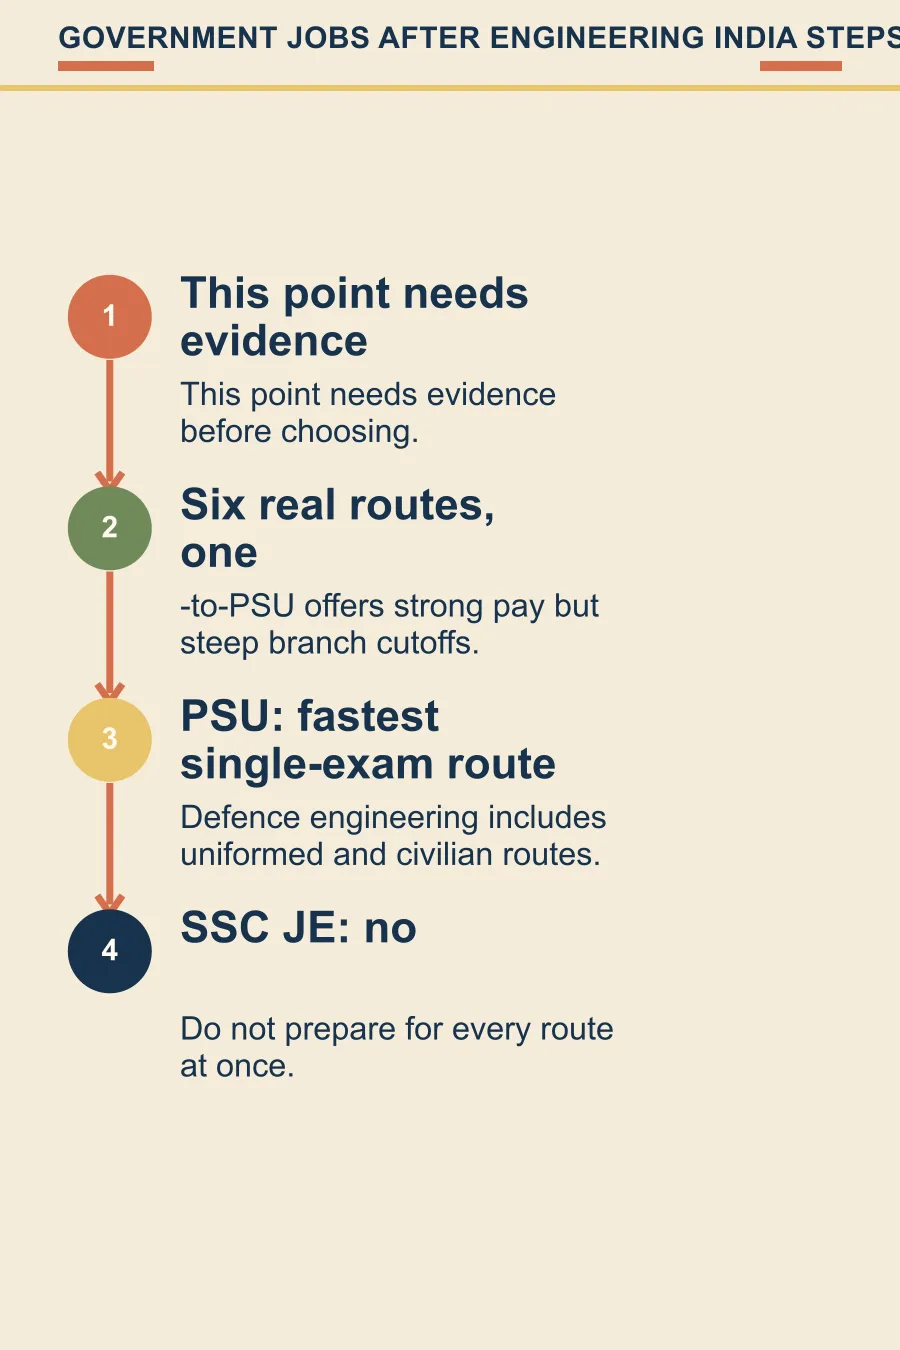 GOVERNMENT JOBS AFTER ENGINEERING INDIA STEPS
1
This point needs
evidence
This point needs evidence
before choosing.
2
Six real routes,
one
-to-PSU offers strong pay but
steep branch cutoffs.
3
PSU: fastest
single-exam route
Defence engineering includes
uniformed and civilian routes.
4
SSC JE: no
Do not prepare for every route
at once.